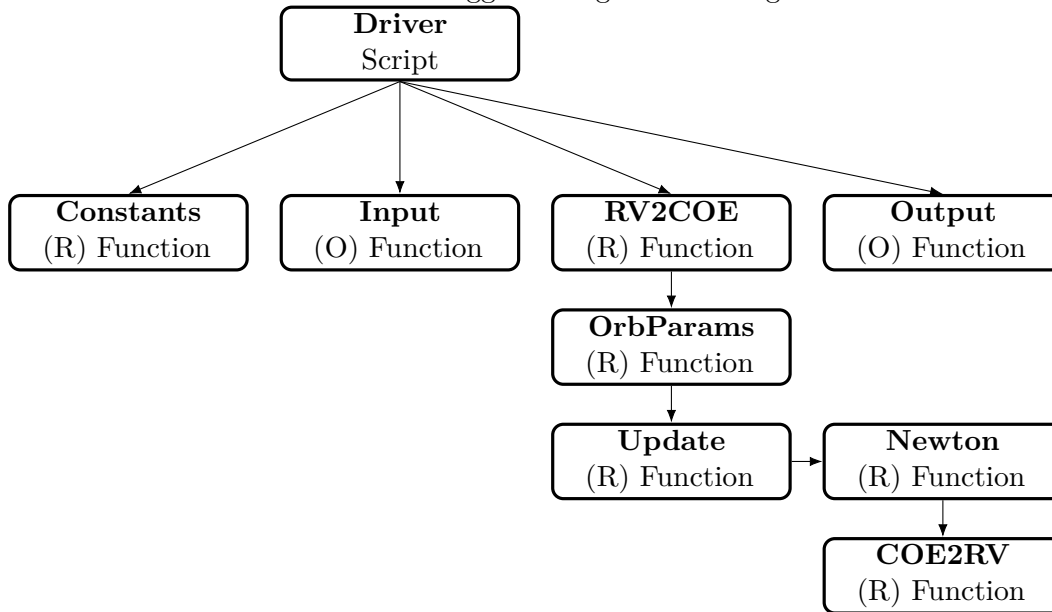 Driver
Script
Constants
(R) Function
Input
(O) Function
RV2COE
(R) Function
Output
(O) Function
OrbParams
(R) Function
Update
(R) Function
Newton
(R) Function
COE2RV
(R) Function